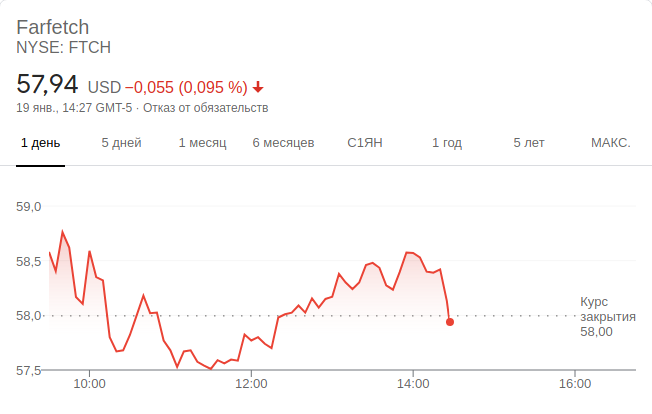 Farfetch
NYSE: FTCH
57,94 USD −0,055 (0,095 %)
19 янв., 14:27 GMT-5 · Отказ от обязательств
1 день 5 дней 1 месяц 6 месяцев С1ЯН 1 год 5 лет МАКС.
59,0
58,5
58,0
57,5
Курс
закрытия
58,00
10:00 12:00 14:00 16:00